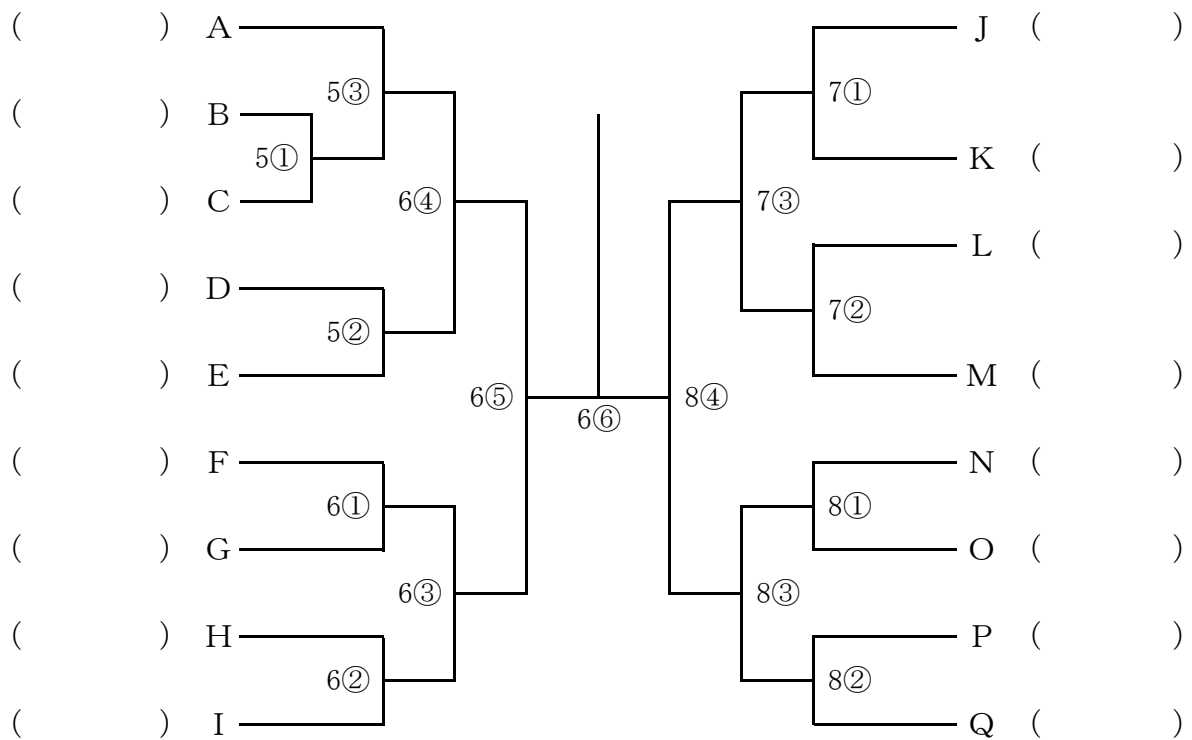 ( ) A J ( )
5③ 7①
( ) B
5① K ( )
( ) C 6④ 7③
L ( )
( ) D
5② 7②
( ) E M ( )
6⑤ 8④
6⑥
( ) F N ( )
6① 8①
( ) G O ( )
6③ 8③
( ) H P ( )
6② 8②
( ) I Q ( )